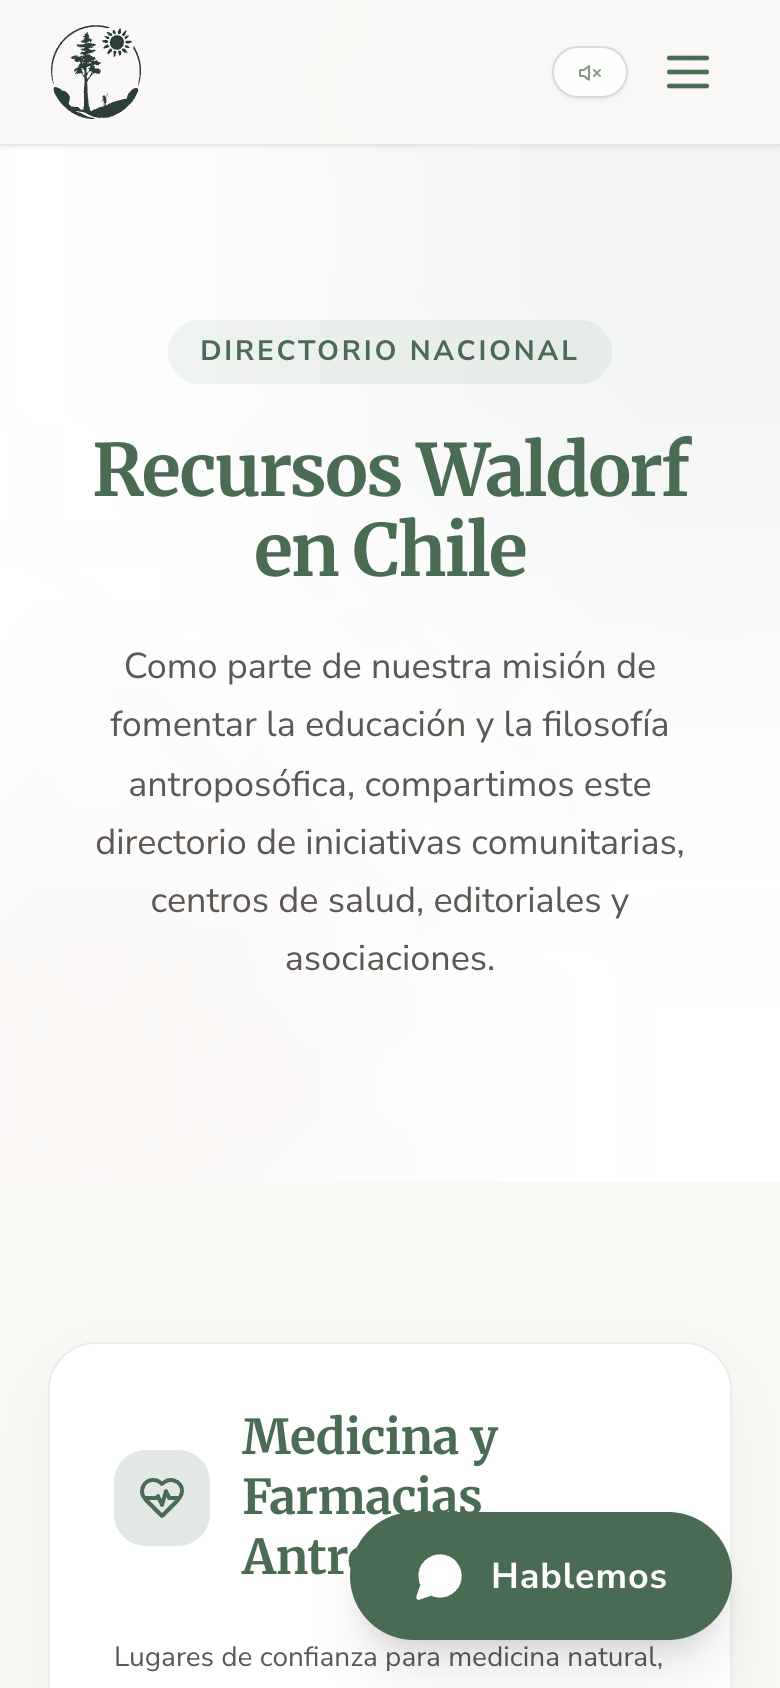 DIRECTORIO NACIONAL
Recursos Waldorf
en Chile
Como parte de nuestra misión de
fomentar la educación y la filosofía
antroposófica, compartimos este
directorio de iniciativas comunitarias,
centros de salud, editoriales y
asociaciones.
Medicina y
Farmacias
Hablemos
Lugares de confianza para medicina natural,